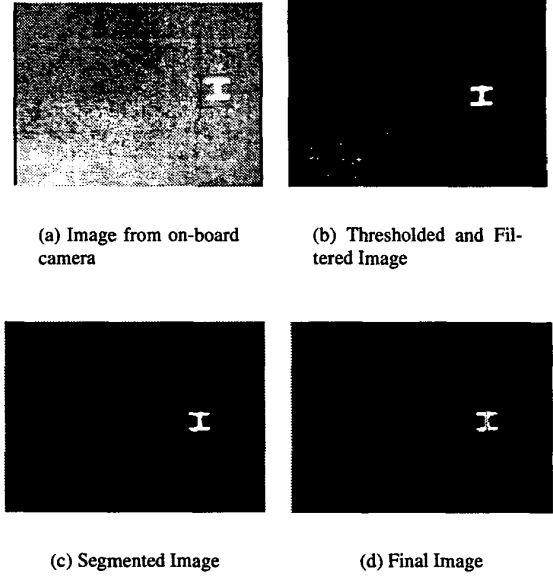 (a) Image from on-board
camera
(b) Thresholded and Fil-
tered Image
(c) Segmented Image
(d) Final Image